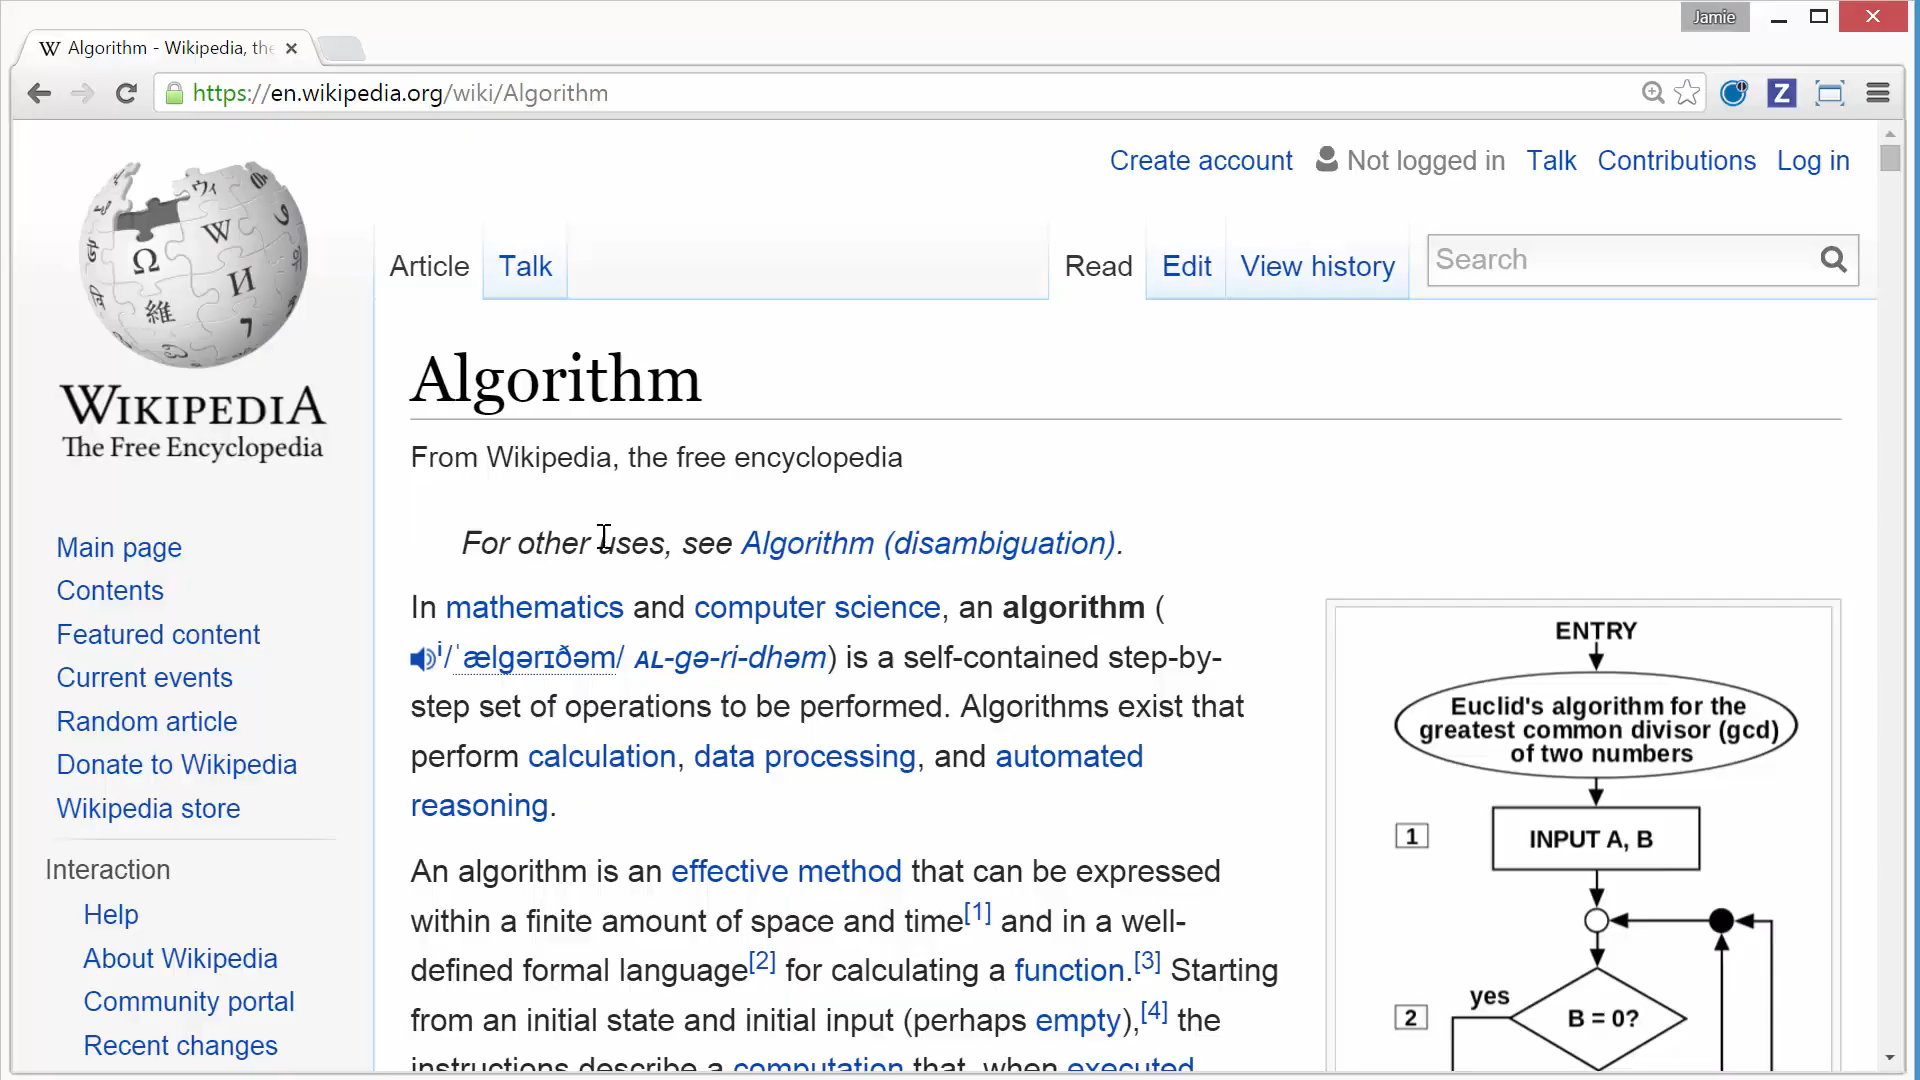 Jamie
Algorithm - Wikipedia, the
https://en.wikipedia.org/wiki/Algorithm
Z
Create account Not logged in Talk Contributions Log in
Article Talk Read Edit View history Search
WIKIPEDIA
The Free Encyclopedia
Main page
Contents
Featured content
Current events
Random article
Donate to Wikipedia
Wikipedia store
Interaction
Help
About Wikipedia
Community portal
Recent changes
Algorithm
From Wikipedia, the free encyclopedia
For other uses, see Algorithm (disambiguation).
In mathematics and computer science, an algorithm (
i/ˈælɡərɪðəm/ AL-gə-ri-dhəm) is a self-contained step-by-
step set of operations to be performed. Algorithms exist that
perform calculation, data processing, and automated
reasoning.
An algorithm is an effective method that can be expressed
within a finite amount of space and time[1] and in a well-
defined formal language[2] for calculating a function.[3] Starting
from an initial state and initial input (perhaps empty),[4] the
instructions describe a computation that, when executed
ENTRY
Euclid's algorithm for the
greatest common divisor (gcd)
of two numbers
1 INPUT A, B
yes
2 B = 0?